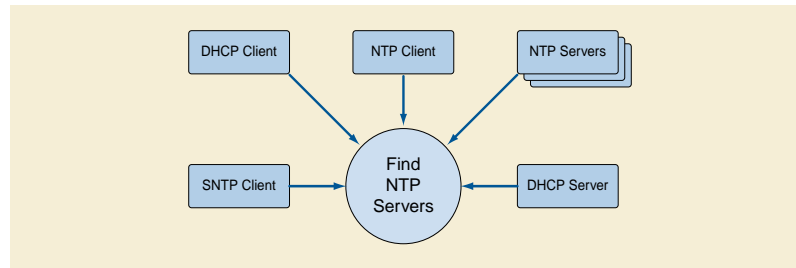 DHCP Client
NTP Client
NTP Servers
SNTP Client
Find
NTP
Servers
DHCP Server